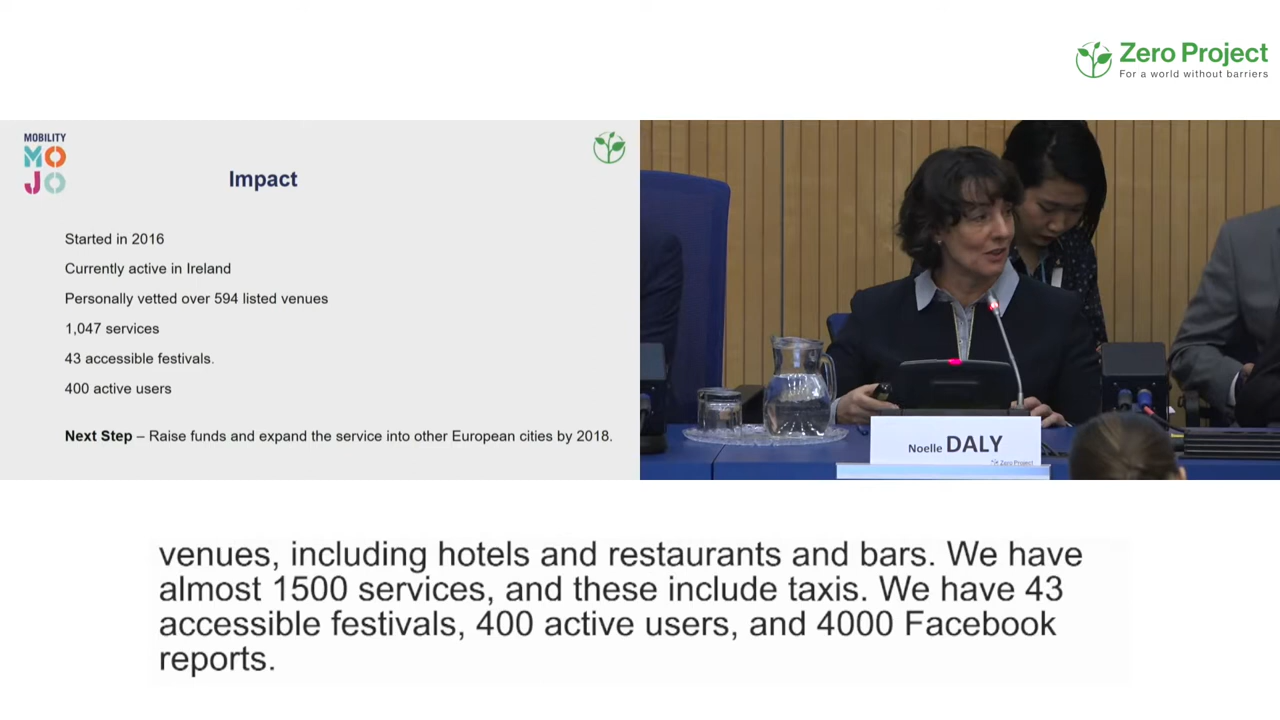 Zero Project
For a world without barriers
MOBILITY
MO
JO
Impact
Started in 2016
Currently active in Ireland
Personally vetted over 594 listed venues
1,047 services
43 accessible festivals.
400 active users
Next Step – Raise funds and expand the service into other European cities by 2018.
Noelle DALY
Zero Project
venues, including hotels and restaurants and bars. We have
almost 1500 services, and these include taxis. We have 43
accessible festivals, 400 active users, and 4000 Facebook
reports.